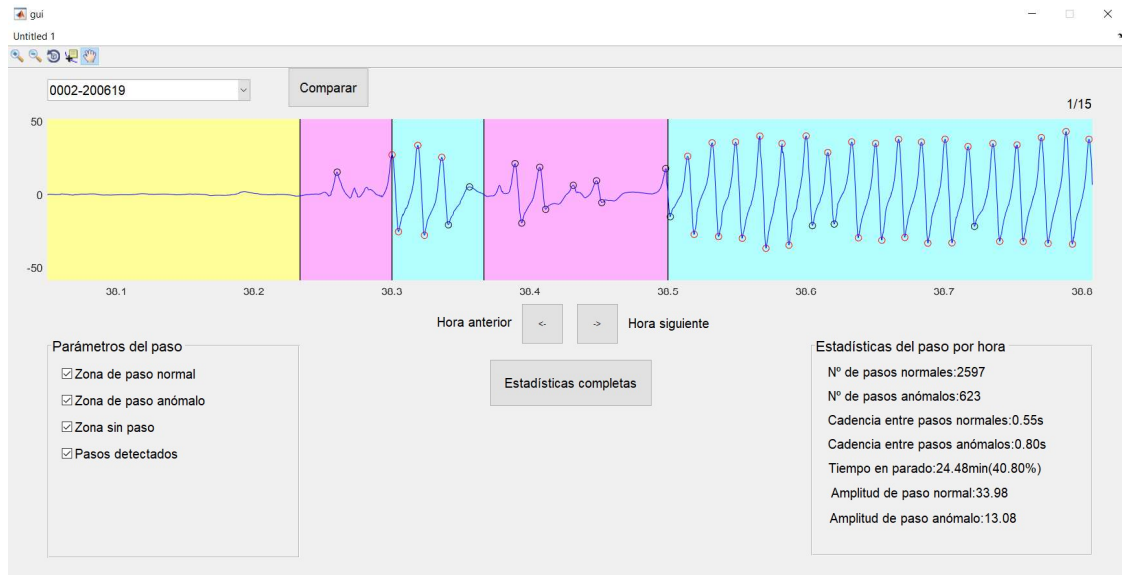 gui
Untitled 1
0002-200619
Comparar
1/15
50
0
-50
38.1 38.2 38.3 38.4 38.5 38.6 38.7 38.8
Hora anterior <- -> Hora siguiente
Estadísticas completas
Parámetros del paso
Zona de paso normal
Zona de paso anómalo
Zona sin paso
Pasos detectados
Estadísticas del paso por hora
Nº de pasos normales:2597
Nº de pasos anómalos:623
Cadencia entre pasos normales:0.55s
Cadencia entre pasos anómalos:0.80s
Tiempo en parado:24.48min(40.80%)
Amplitud de paso normal:33.98
Amplitud de paso anómalo:13.08